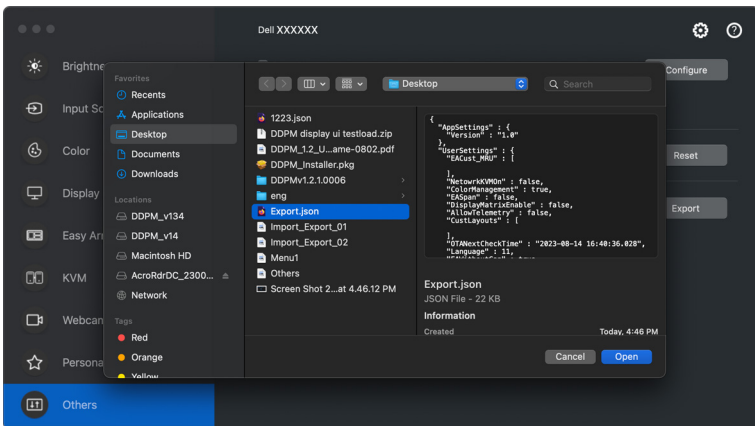 Dell XXXXXX
Brightne
Input So
Color
Display
Easy Arr
KVM
Webcam
Persona
Others
Configure
Reset
Export
Favorites
Recents
Applications
Desktop
Documents
Downloads
Locations
DDPM_v134
DDPM_v14
Macintosh HD
AcroRdrDC_2300...
Network
Tags
Red
Orange
Yellow
Desktop
Search
1223.json
DDPM display ui testload.zip
DDPM_1.2_U...ame-0802.pdf
DDPM_Installer.pkg
DDPMv1.2.1.0006
eng
Export.json
Import_Export_01
Import_Export_02
Menu1
Others
Screen Shot 2...at 4.46.12 PM
{
"AppSettings" : {
"Version" : "1.0"
},
"UserSettings" : {
"EACust_MRU" : [
],
"NetowrkKVMOn" : false,
"ColorManagement" : true,
"EASpan" : false,
"DisplayMatrixEnable" : false,
"AllowTelemetry" : false,
"CustLayouts" : [
],
"OTANextCheckTime" : "2023-08-14 16:40:36.028",
"Language" : 11,
Export.json
JSON File - 22 KB
Information
Created Today, 4:46 PM
Cancel
Open